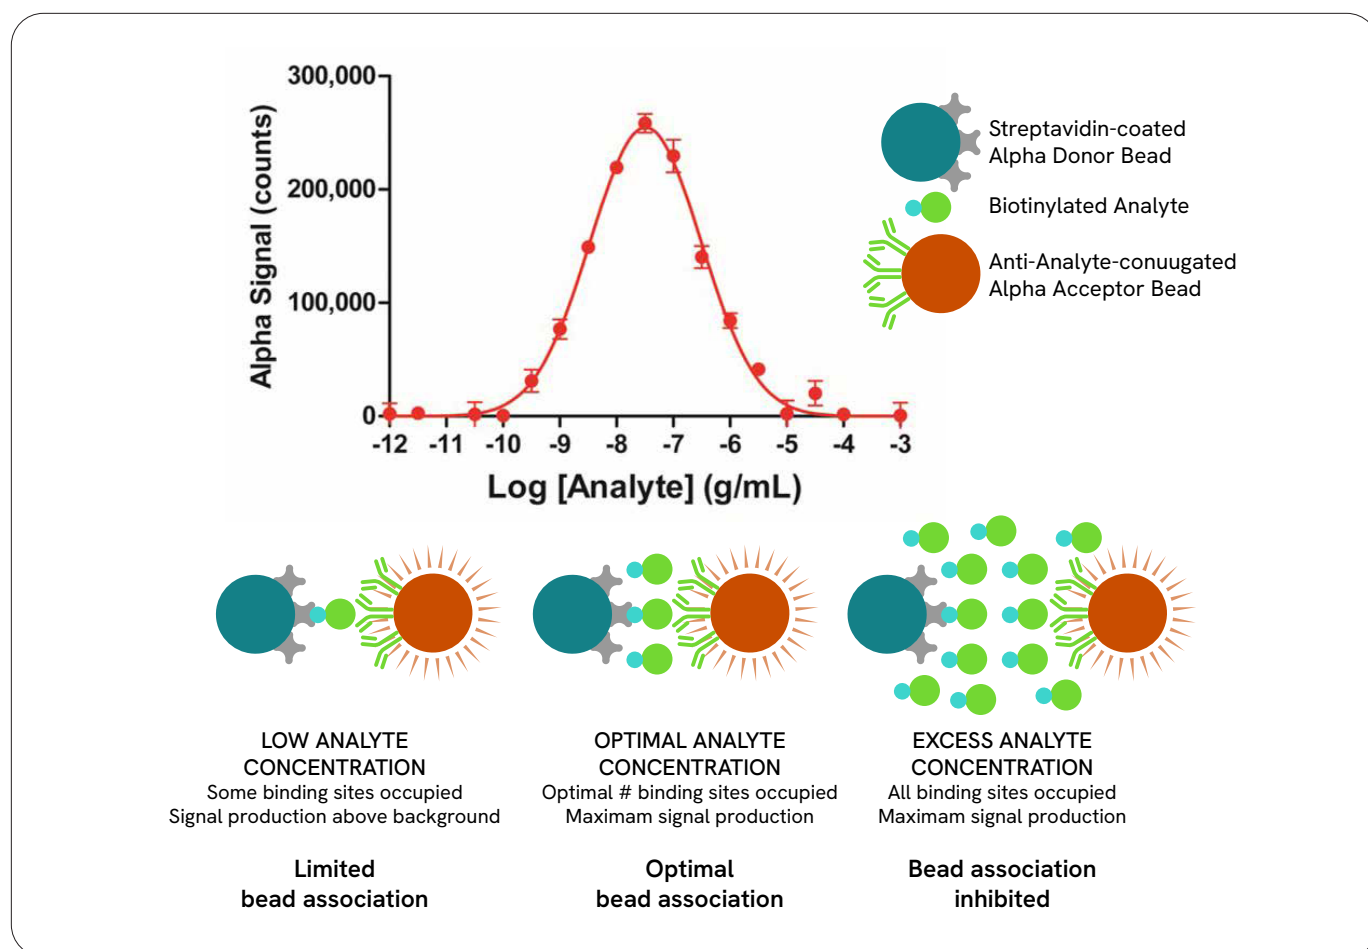 300,000
200,000
100,000
0
Alpha Signal (counts)
-12 -11 -10 -9 -8 -7 -6 -5 -4 -3
Log [Analyte] (g/mL)
Streptavidin-coated
Alpha Donor Bead
Biotinylated Analyte
Anti-Analyte-conuugated
Alpha Acceptor Bead
LOW ANALYTE
CONCENTRATION
Some binding sites occupied
Signal production above background
Limited
bead association
OPTIMAL ANALYTE
CONCENTRATION
Optimal # binding sites occupied
Maximam signal production
Optimal
bead association
EXCESS ANALYTE
CONCENTRATION
All binding sites occupied
Maximam signal production
Bead association
inhibited